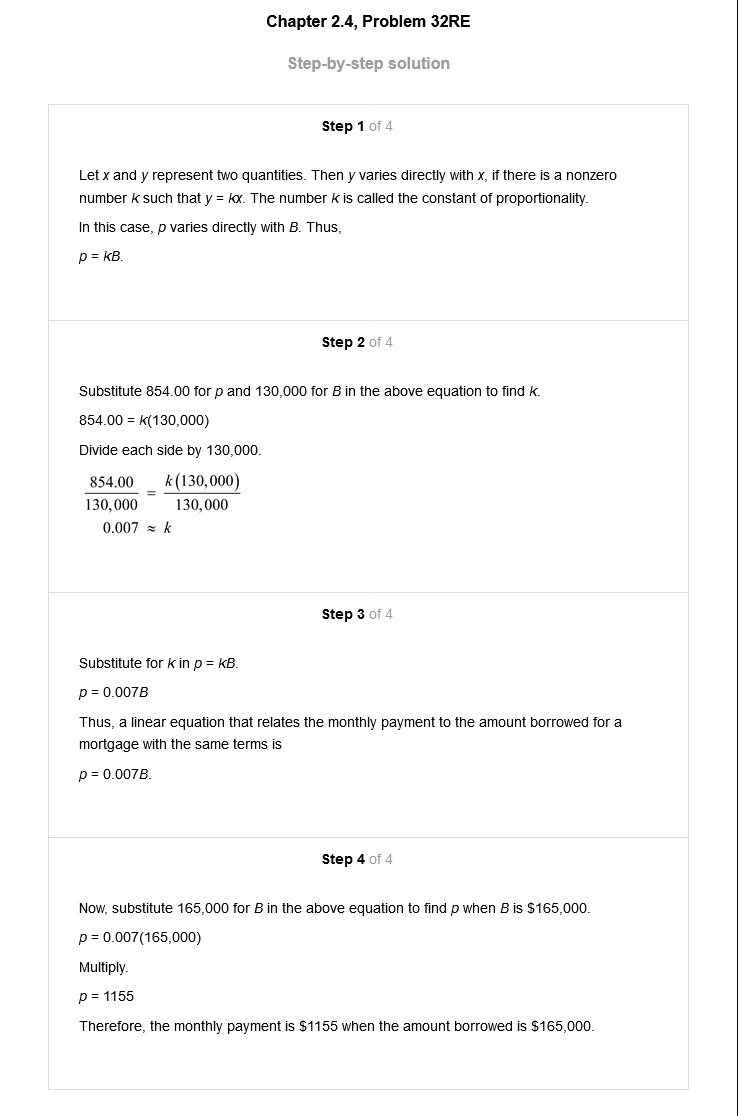 Chapter 2.4, Problem 32RE
Step-by-step solution
Step 1 of 4
Let x and y represent two quantities. Then y varies directly with x, if there is a nonzero
number k such that y = kx. The number k is called the constant of proportionality.
In this case, p varies directly with B. Thus,
p = kB.
Step 2 of 4
Substitute 854.00 for p and 130,000 for B in the above equation to find k.
854.00 = k(130,000)
Divide each side by 130,000.
854.00/130,000 = k(130,000)/130,000
0.007 ≈ k
Step 3 of 4
Substitute for k in p = kB.
p = 0.007B
Thus, a linear equation that relates the monthly payment to the amount borrowed for a
mortgage with the same terms is
p = 0.007B.
Step 4 of 4
Now, substitute 165,000 for B in the above equation to find p when B is $165,000.
p = 0.007(165,000)
Multiply.
p = 1155
Therefore, the monthly payment is $1155 when the amount borrowed is $165,000.